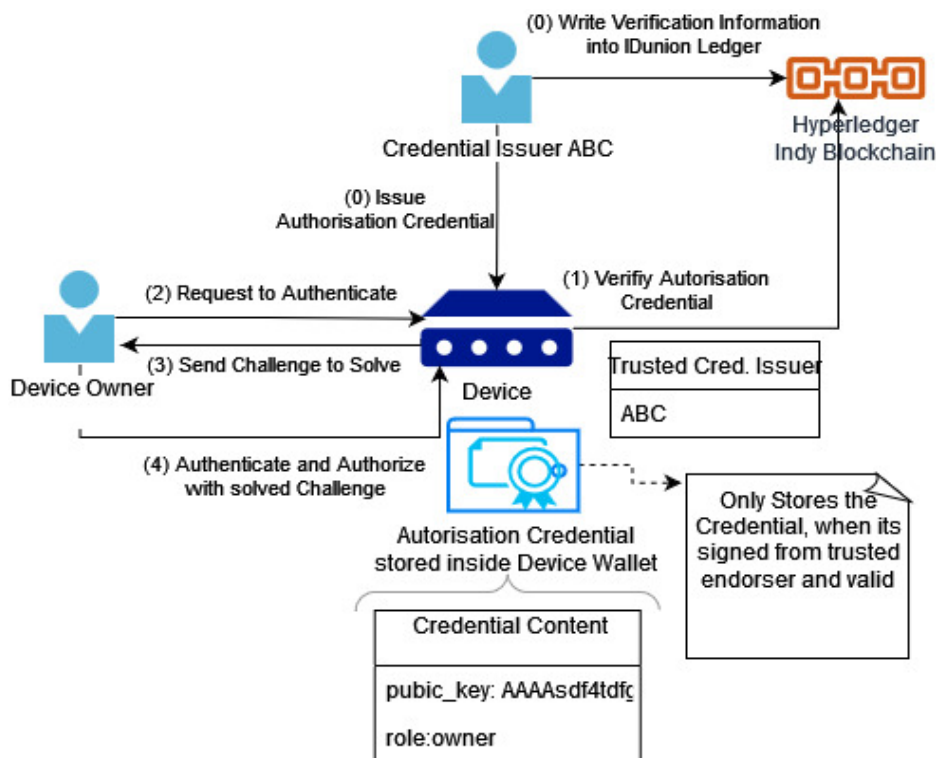 (0) Write Verification Information
into IDunion Ledger
Hyperledger
Indy Blockchain
Credential Issuer ABC
(0) Issue
Authorisation Credential
(1) Verifiy Autorisation
Credential
(2) Request to Authenticate
(3) Send Challenge to Solve
Device Owner
Device
Trusted Cred. Issuer
ABC
(4) Authenticate and Authorize
with solved Challenge
Autorisation Credential
stored inside Device Wallet
Only Stores the
Credential, when its
signed from trusted
endorser and valid
Credential Content
pubic_key: AAAAsdf4tdfg
role:owner